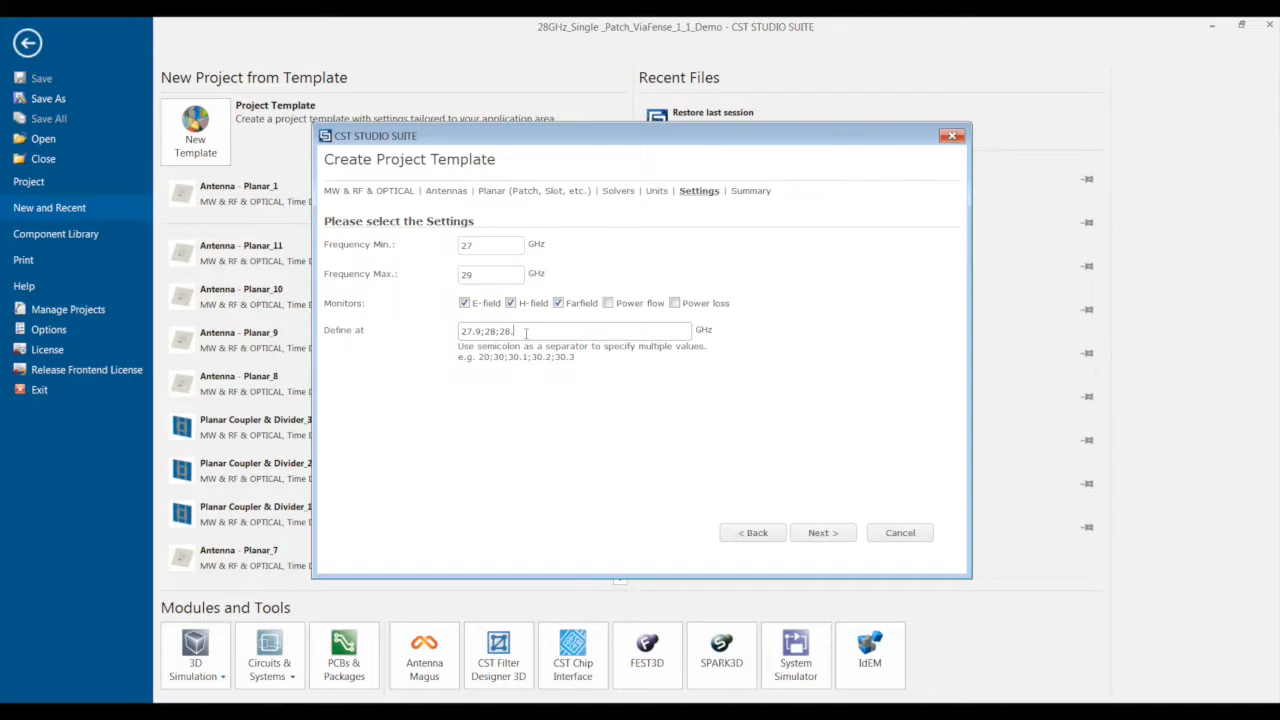 28GHz_Single _Patch_ViaFense_1_1_Demo - CST STUDIO SUITE
Save
Save As
Save All
Open
Close
Project
New and Recent
Component Library
Print
Help
Manage Projects
Options
License
Release Frontend License
Exit
New Project from Template
New
Template
Project Template
Create a project template with settings tailored to your application area.
Antenna - Planar_1
MW & RF & OPTICAL, Time D
Antenna - Planar_11
MW & RF & OPTICAL, Time D
Antenna - Planar_10
MW & RF & OPTICAL, Time D
Antenna - Planar_9
MW & RF & OPTICAL, Time D
Antenna - Planar_8
MW & RF & OPTICAL, Time D
Planar Coupler & Divider_3
MW & RF & OPTICAL, Time D
Planar Coupler & Divider_2
MW & RF & OPTICAL, Time D
Planar Coupler & Divider_1
MW & RF & OPTICAL, Time D
Antenna - Planar_7
MW & RF & OPTICAL, Time D
Recent Files
Restore last session
CST STUDIO SUITE
Create Project Template
MW & RF & OPTICAL | Antennas | Planar (Patch, Slot, etc.) | Solvers | Units | Settings | Summary
Please select the Settings
Frequency Min.: 27 GHz
Frequency Max.: 29 GHz
Monitors: E-field H-field Farfield Power flow Power loss
Define at 27.9;28;28. GHz
Use semicolon as a separator to specify multiple values.
e.g. 20;30;30.1;30.2;30.3
< Back Next > Cancel
Modules and Tools
3D
Simulation
Circuits &
Systems
PCBs &
Packages
Antenna
Magus
CST Filter
Designer 3D
CST Chip
Interface
FEST3D
SPARK3D
System
Simulator
IdEM